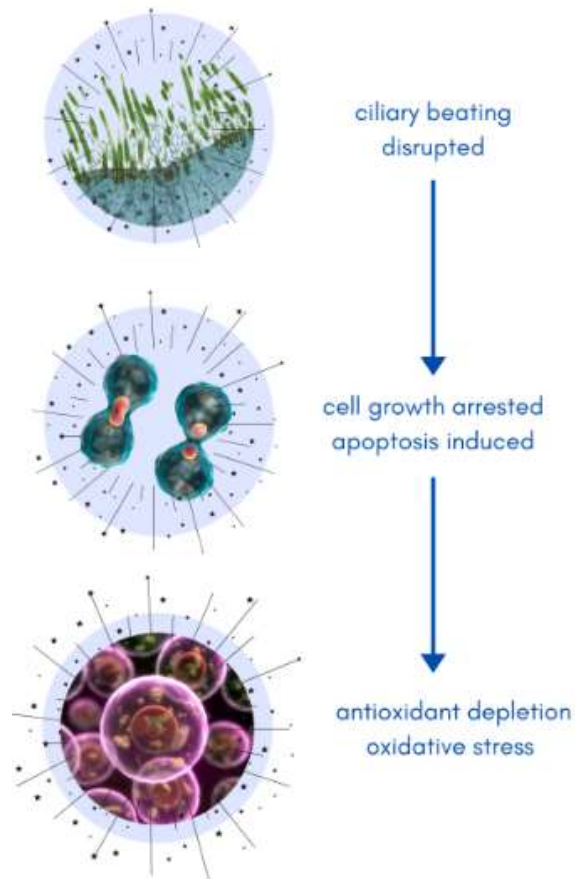 ciliary beating
disrupted
cell growth arrested
apoptosis induced
antioxidant depletion
oxidative stress